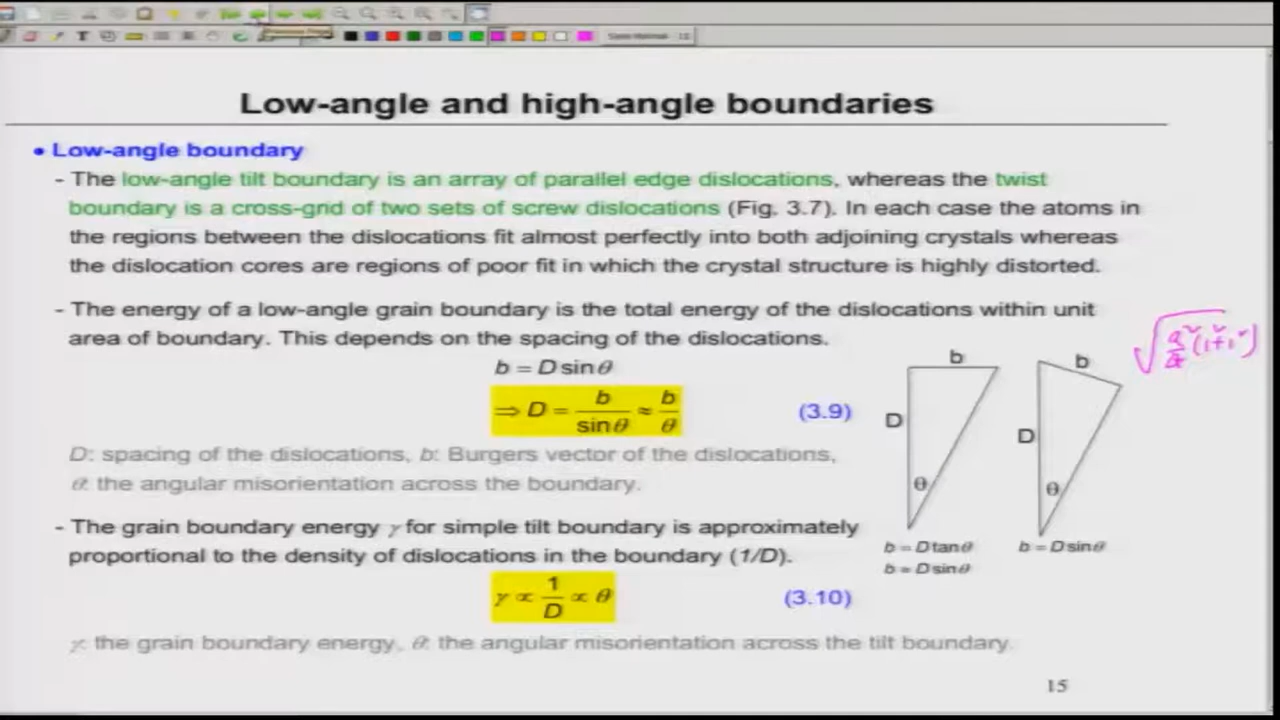 Low-angle and high-angle boundaries
• Low-angle boundary
- The low-angle tilt boundary is an array of parallel edge dislocations, whereas the twist
boundary is a cross-grid of two sets of screw dislocations (Fig. 3.7). In each case the atoms in
the regions between the dislocations fit almost perfectly into both adjoining crystals whereas
the dislocation cores are regions of poor fit in which the crystal structure is highly distorted.
- The energy of a low-angle grain boundary is the total energy of the dislocations within unit
area of boundary. This depends on the spacing of the dislocations.
b = D sin θ
⇒ D = b / sin θ ≈ b / θ (3.9)
D: spacing of the dislocations, b: Burgers vector of the dislocations,
θ: the angular misorientation across the boundary.
- The grain boundary energy γ for simple tilt boundary is approximately
proportional to the density of dislocations in the boundary (1/D).
γ ∝ 1 / D ∝ θ (3.10)
γ: the grain boundary energy, θ: the angular misorientation across the tilt boundary.
b
D
θ
b = D tan θ
b = D sin θ
b
D
θ
b = D sin θ
15